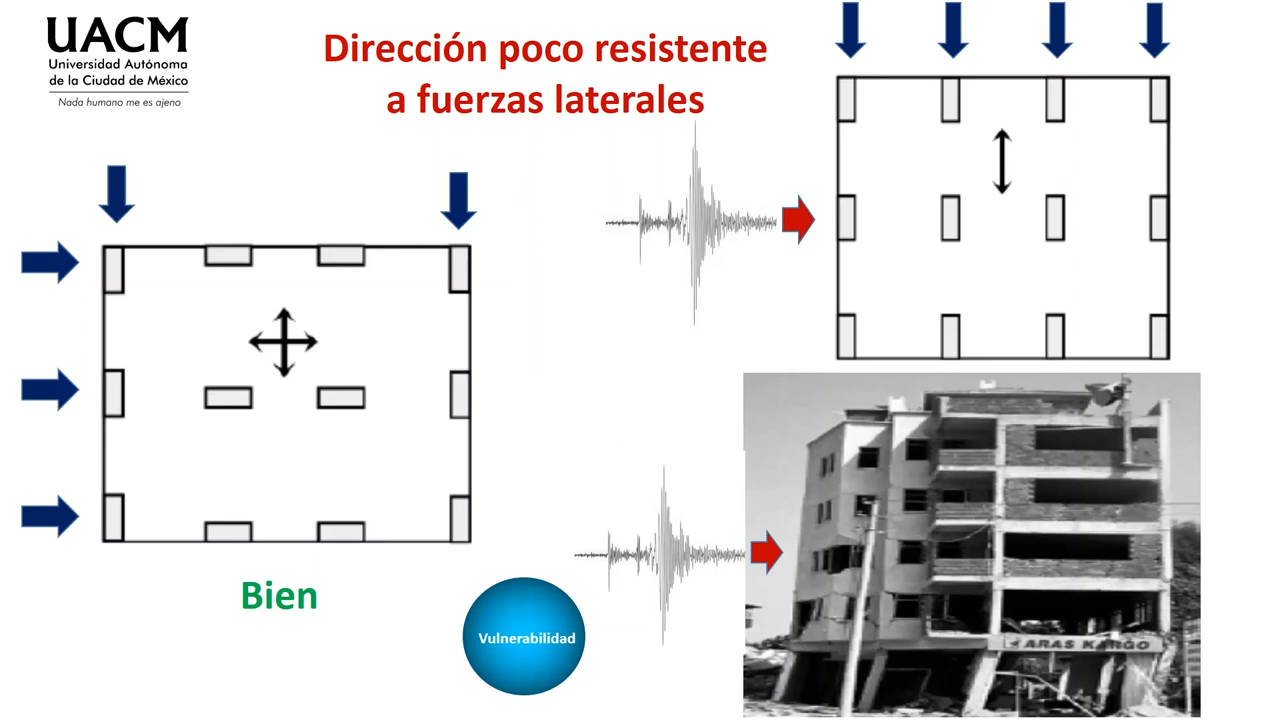 UACM
Universidad Autónoma
de la Ciudad de México
Nada humano me es ajeno
Dirección poco resistente
a fuerzas laterales
Bien
Vulnerabilidad
ARAS KARGO